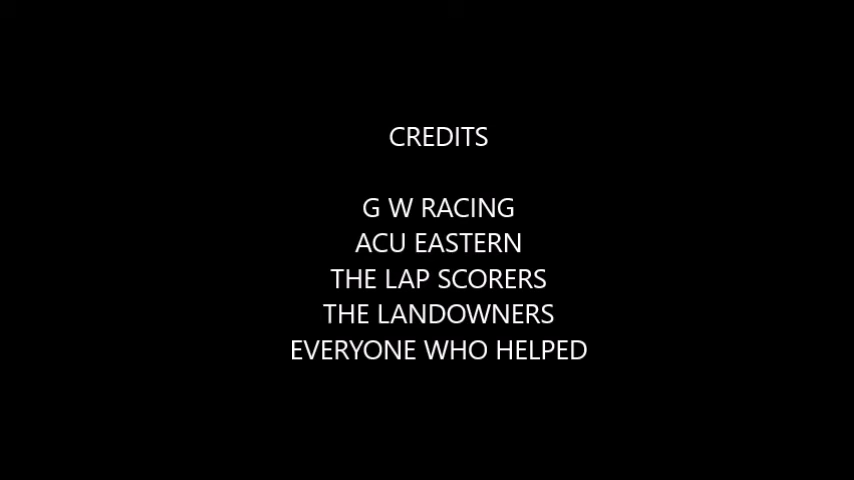 CREDITS
G W RACING
ACU EASTERN
THE LAP SCORERS
THE LANDOWNERS
EVERYONE WHO HELPED